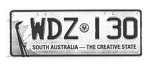 WDZ 130
SOUTH AUSTRALIA — THE CREATIVE STATE